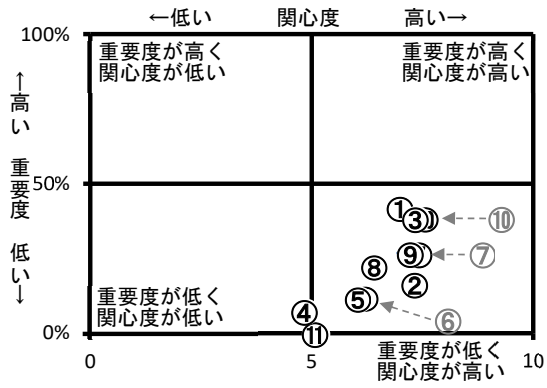 ←低い 関心度 高い→
100%
重要度が高く
関心度が低い
重要度が高く
関心度が高い
←高い 重要度 低い→
50%
①
③
⑩
⑨
⑦
⑧
②
重要度が低く
関心度が低い
⑤
④
⑥
⑪
0%
重要度が低く
関心度が高い
0
5
10